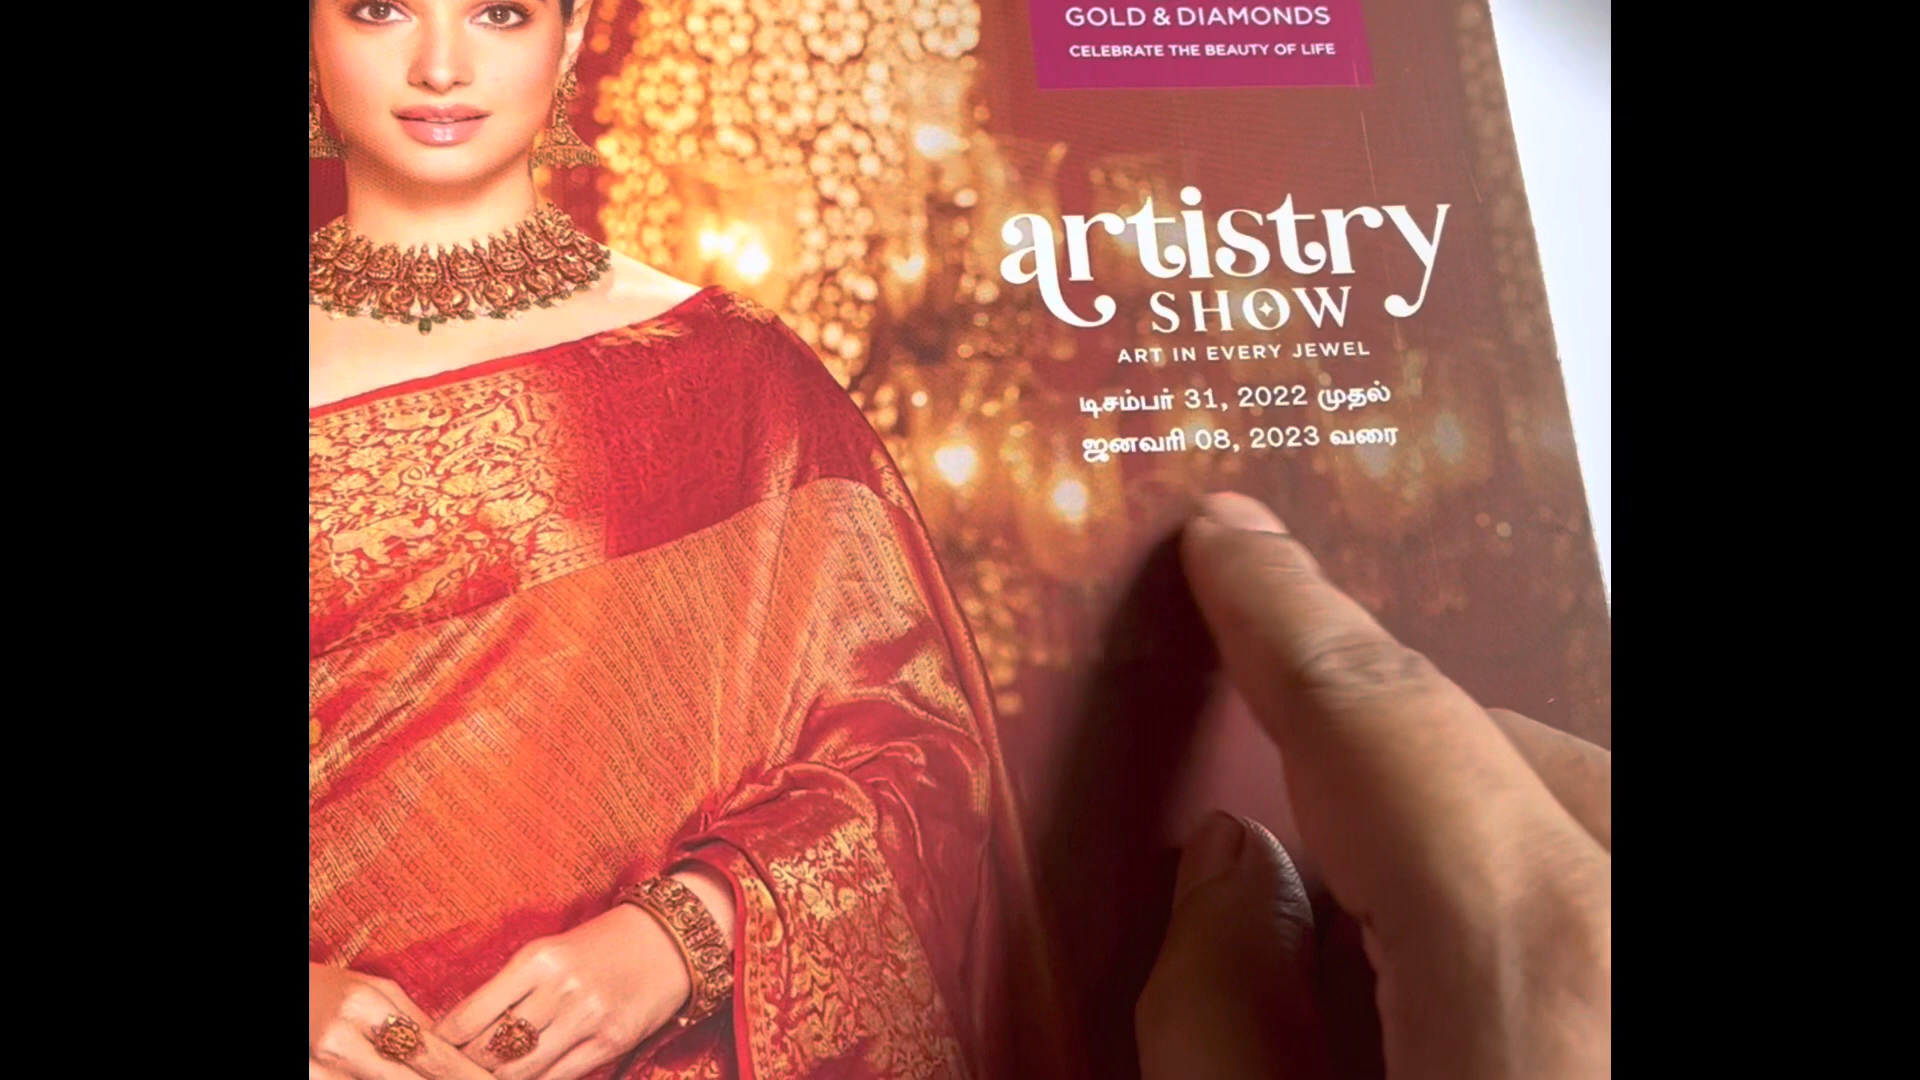 GOLD & DIAMONDS
CELEBRATE THE BEAUTY OF LIFE
artistry
SHOW
ART IN EVERY JEWEL
டிசம்பர் 31, 2022 முதல்
ஜனவரி 08, 2023 வரை